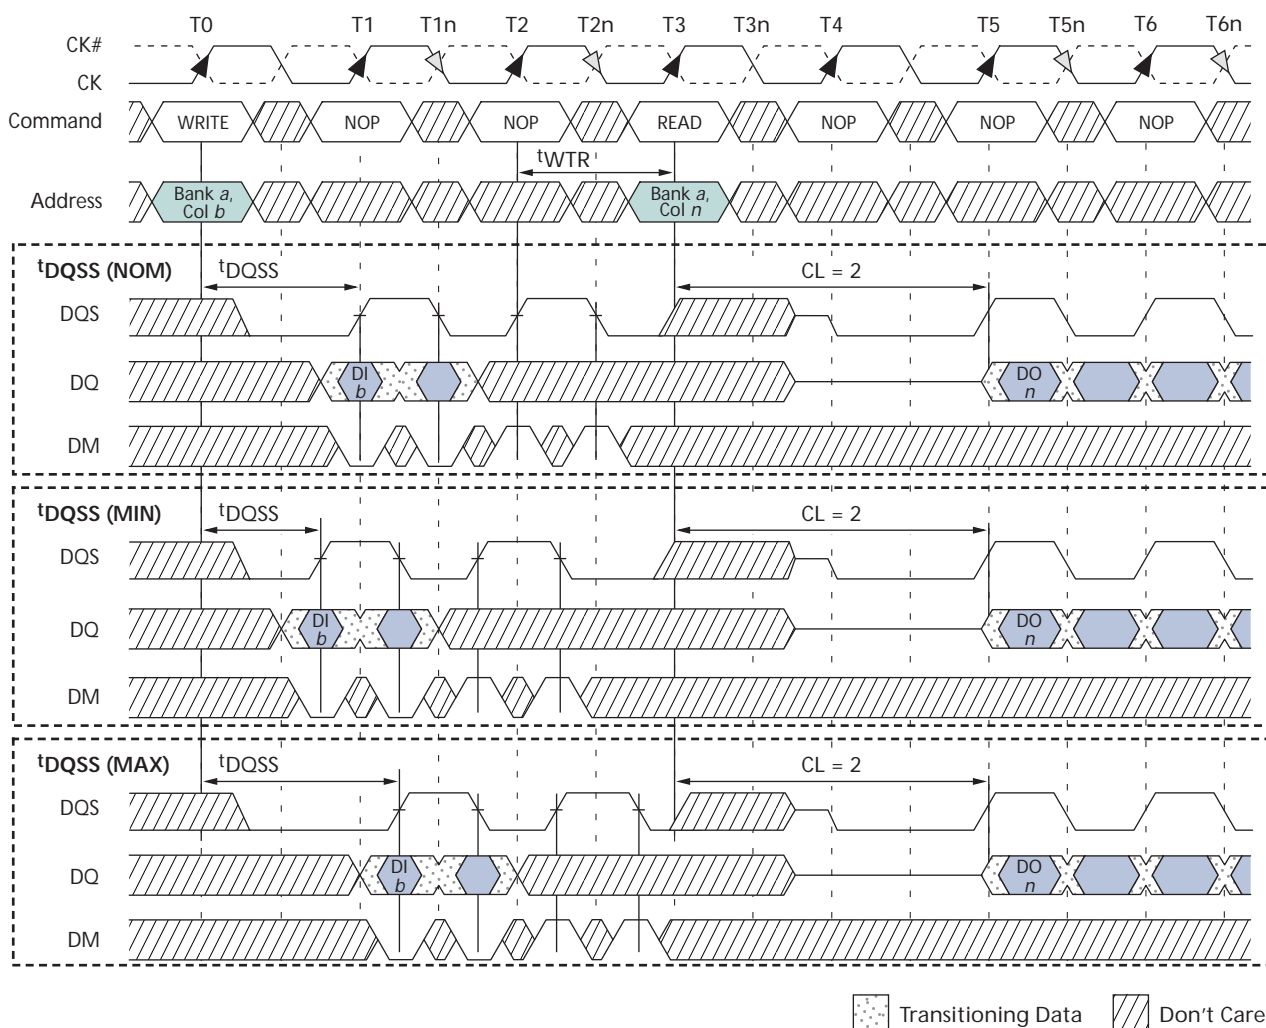 T0 T1 T1n T2 T2n T3 T3n T4 T5 T5n T6 T6n
CK#
CK
Command WRITE NOP NOP READ NOP NOP NOP
tWTR
Address Bank a, Col b Bank a, Col n
tDQSS (NOM) tDQSS CL = 2
DQS
DQ DI b DO n
DM
tDQSS (MIN) tDQSS CL = 2
DQS
DQ DI b DO n
DM
tDQSS (MAX) tDQSS CL = 2
DQS
DQ DI b DO n
DM
Transitioning Data Don't Care